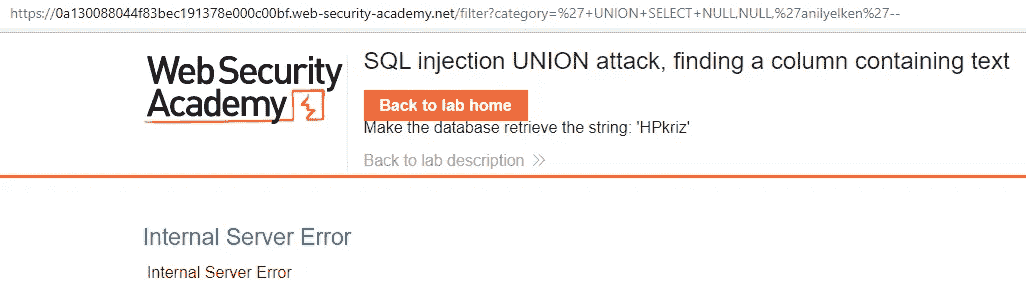 https://0a130088044f83bec191378e000c00bf.web-security-academy.net/filter?category=%27+UNION+SELECT+NULL,NULL,%27anilyelken%27--
WebSecurity
Academy
SQL injection UNION attack, finding a column containing text
Back to lab home
Make the database retrieve the string: 'HPkriz'
Back to lab description >>
Internal Server Error
Internal Server Error